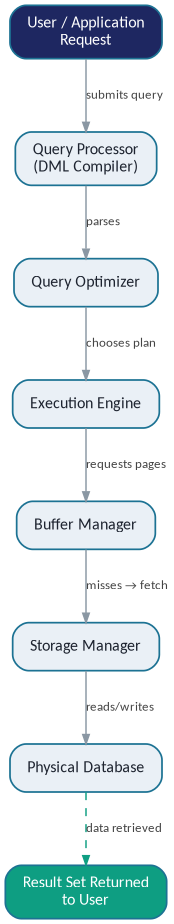 User / Application
Request
submits query
Query Processor
(DML Compiler)
parses
Query Optimizer
chooses plan
Execution Engine
requests pages
Buffer Manager
misses → fetch
Storage Manager
reads/writes
Physical Database
data retrieved
Result Set Returned
to User